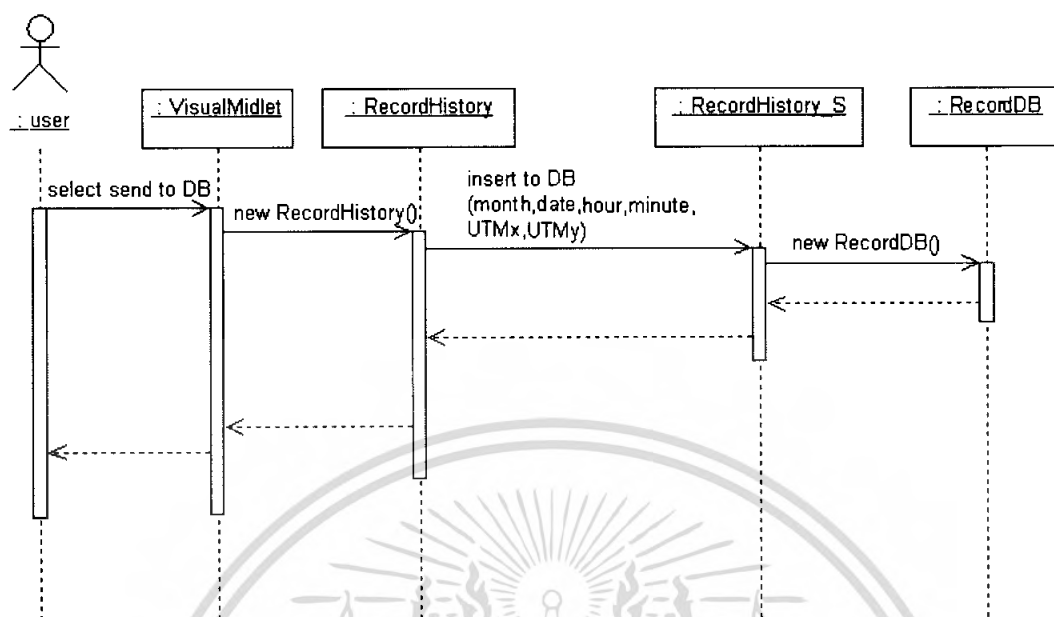 : user
: VisualMidlet
: RecordHistory
: RecordHistory_S
: RecordDB
select send to DB
new RecordHistory()
insert to DB
(month,date,hour,minute,
UTMx,UTMy)
new RecordDB()